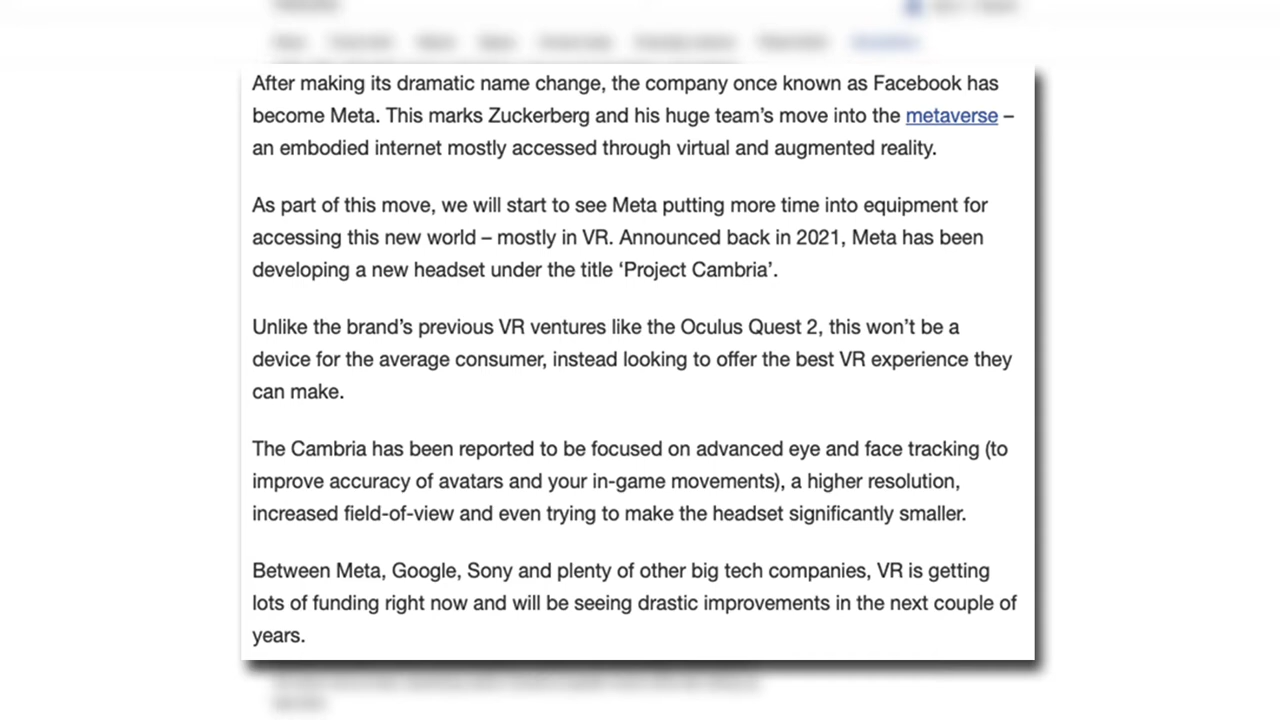 After making its dramatic name change, the company once known as Facebook has
become Meta. This marks Zuckerberg and his huge team’s move into the metaverse –
an embodied internet mostly accessed through virtual and augmented reality.
As part of this move, we will start to see Meta putting more time into equipment for
accessing this new world – mostly in VR. Announced back in 2021, Meta has been
developing a new headset under the title ‘Project Cambria’.
Unlike the brand’s previous VR ventures like the Oculus Quest 2, this won’t be a
device for the average consumer, instead looking to offer the best VR experience they
can make.
The Cambria has been reported to be focused on advanced eye and face tracking (to
improve accuracy of avatars and your in-game movements), a higher resolution,
increased field-of-view and even trying to make the headset significantly smaller.
Between Meta, Google, Sony and plenty of other big tech companies, VR is getting
lots of funding right now and will be seeing drastic improvements in the next couple of
years.